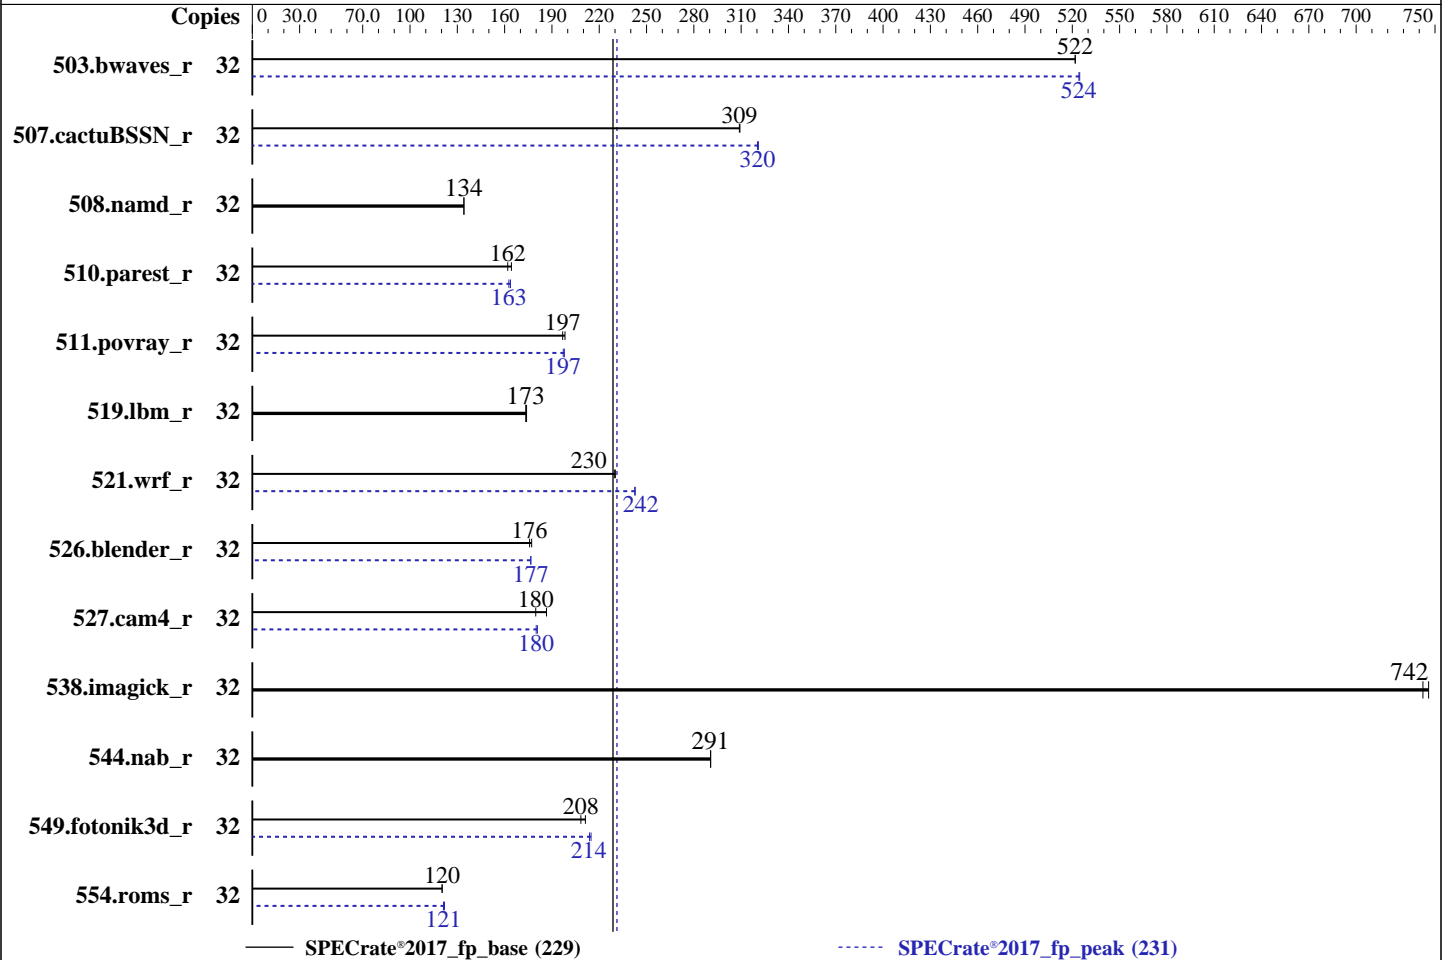 Copies 0 30.0 70.0 100 130 160 190 220 250 280 310 340 370 400 430 460 490 520 550 580 610 640 670 700 750
503.bwaves_r 32 522
524
507.cactuBSSN_r 32 309
320
508.namd_r 32 134
510.parest_r 32 162
163
511.povray_r 32 197
197
519.lbm_r 32 173
521.wrf_r 32 230
242
526.blender_r 32 176
177
527.cam4_r 32 180
180
538.imagick_r 32 742
544.nab_r 32 291
549.fotonik3d_r 32 208
214
554.roms_r 32 120
121
SPECrate®2017_fp_base (229) SPECrate®2017_fp_peak (231)